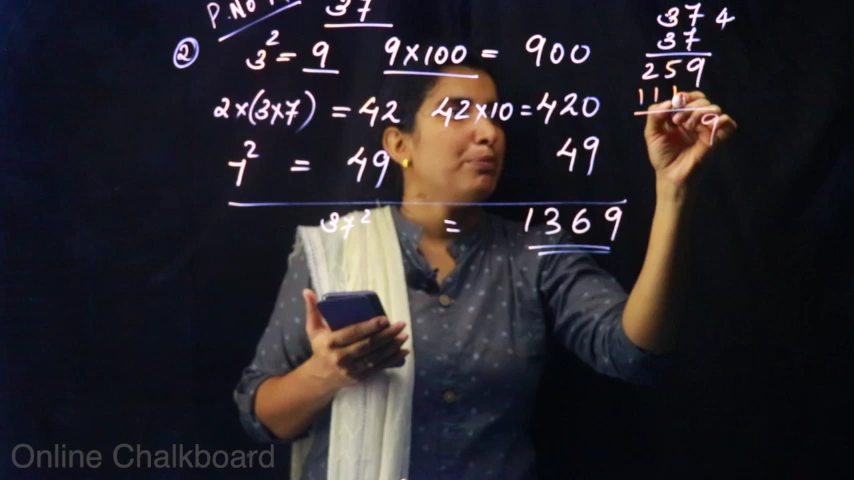 P.NO
37
② 3² = 9 9×100 = 900
2×(3×7) = 42 42×10=420
7² = 49 49
37² = 1369
37 4
37
259
111
9
Online Chalkboard